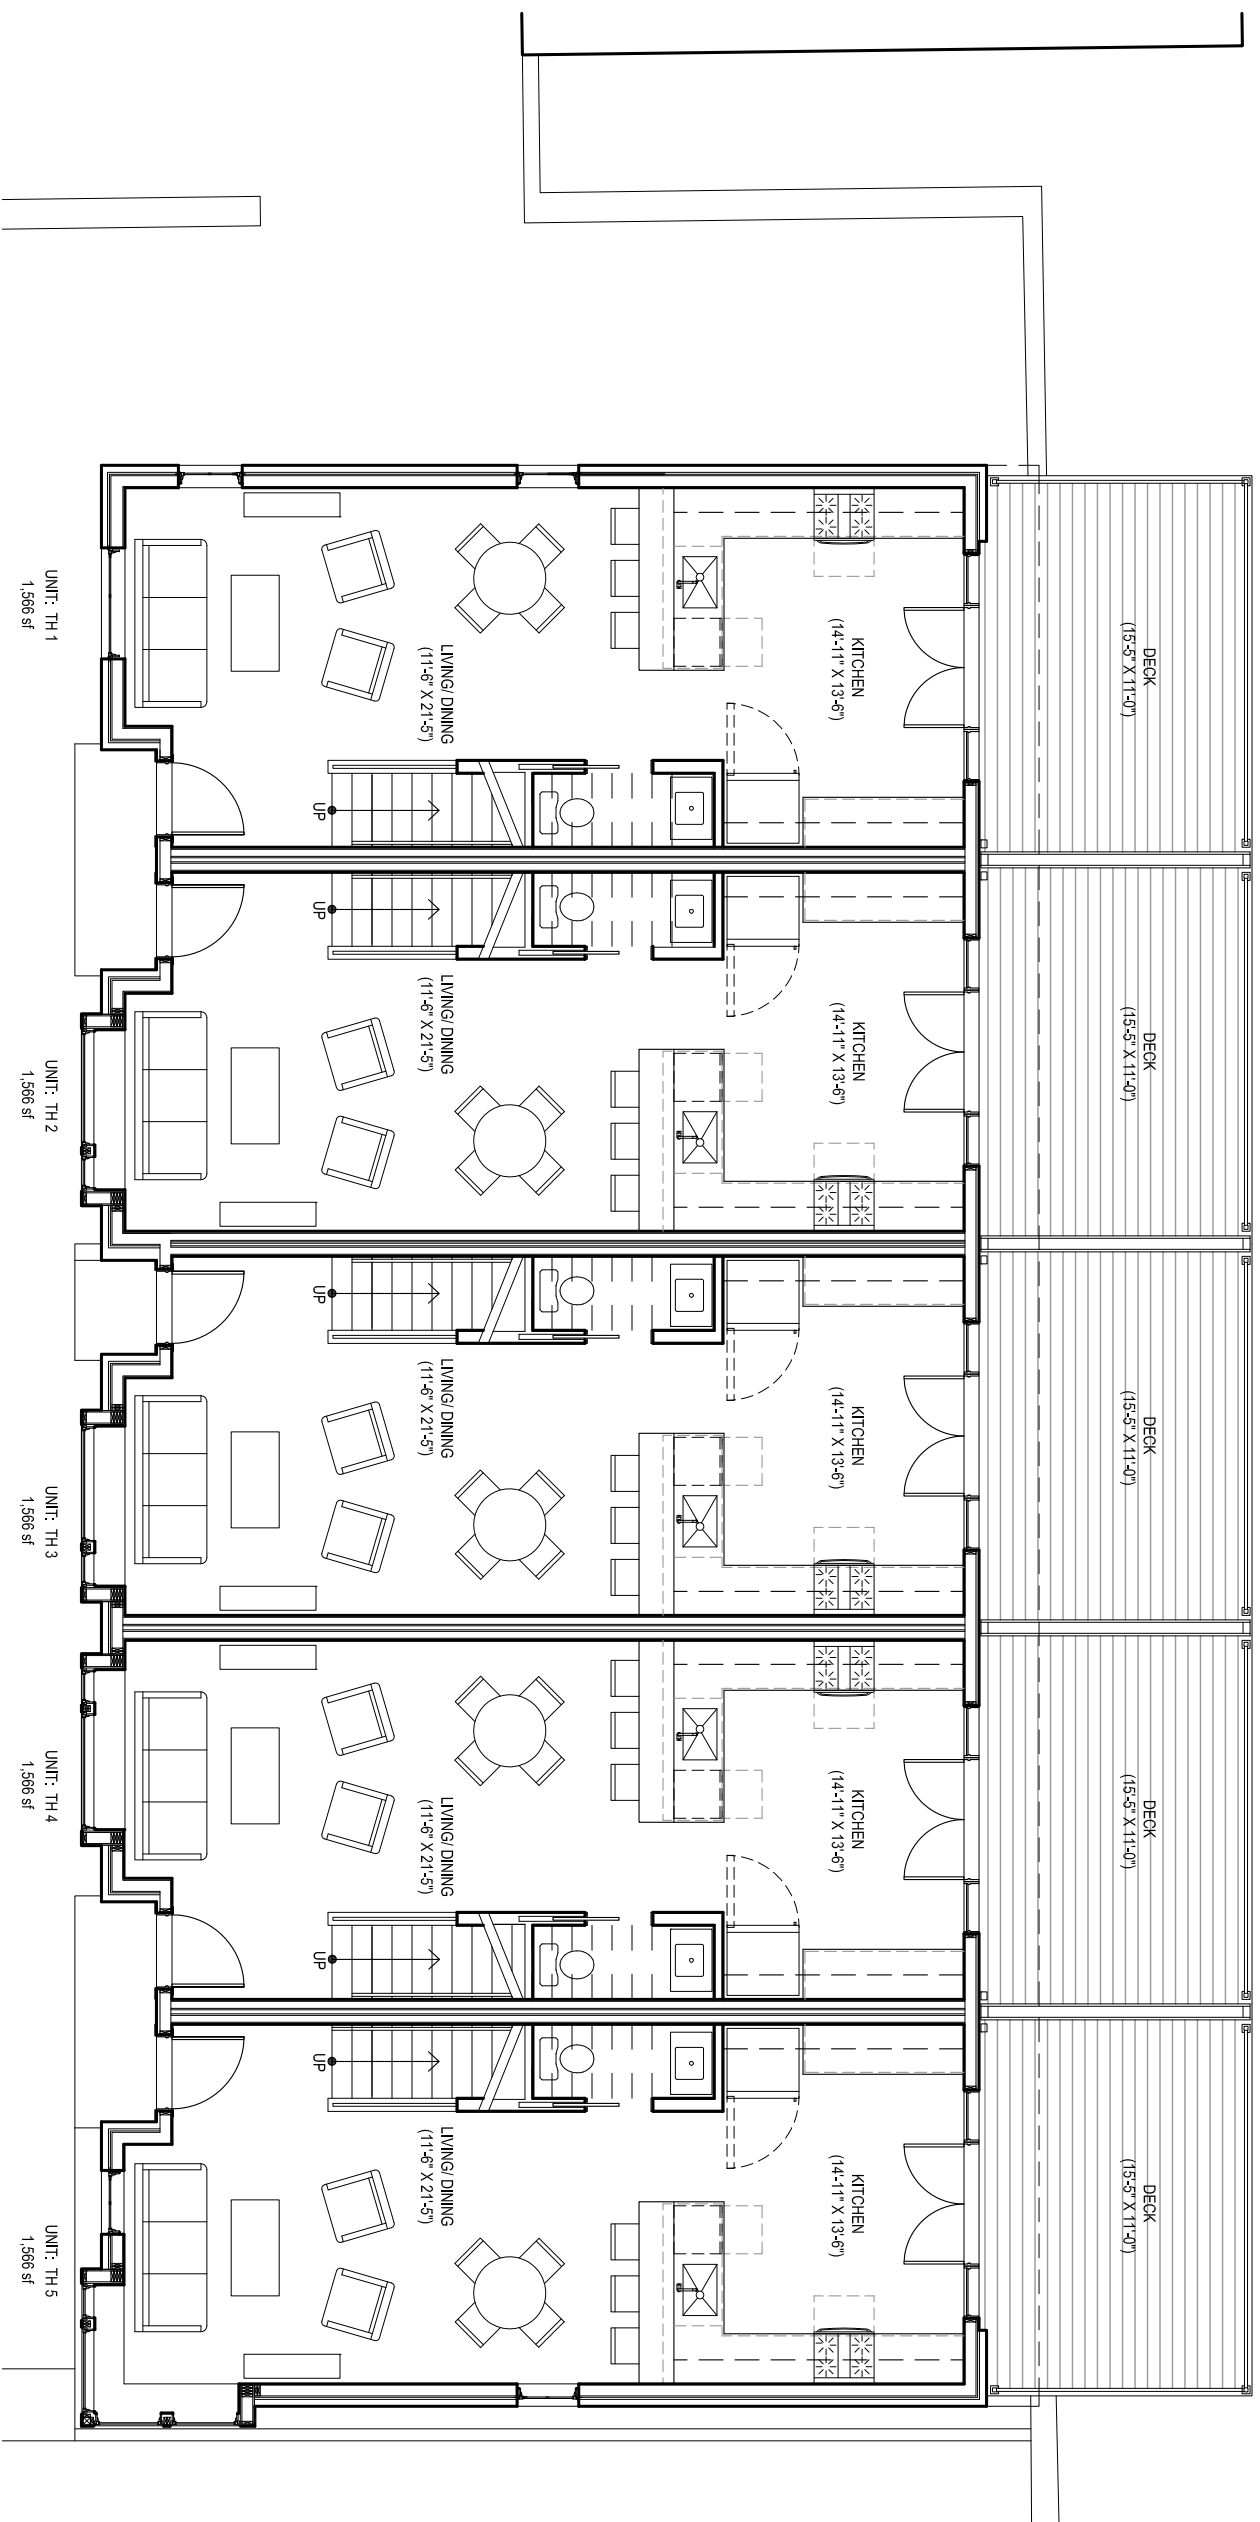 DECK
(15'-5" X 11'-0")
KITCHEN
(14'-11" X 13'-6")
LIVING/ DINING
(11'-6" X 21'-5")
UP
UNIT: TH 1
1,566 sf
DECK
(15'-5" X 11'-0")
KITCHEN
(14'-11" X 13'-6")
LIVING/ DINING
(11'-6" X 21'-5")
UP
UNIT: TH 2
1,566 sf
DECK
(15'-5" X 11'-0")
KITCHEN
(14'-11" X 13'-6")
LIVING/ DINING
(11'-6" X 21'-5")
UP
UNIT: TH 3
1,566 sf
DECK
(15'-5" X 11'-0")
KITCHEN
(14'-11" X 13'-6")
LIVING/ DINING
(11'-6" X 21'-5")
UP
UNIT: TH 4
1,566 sf
DECK
(15'-5" X 11'-0")
KITCHEN
(14'-11" X 13'-6")
LIVING/ DINING
(11'-6" X 21'-5")
UP
UNIT: TH 5
1,566 sf